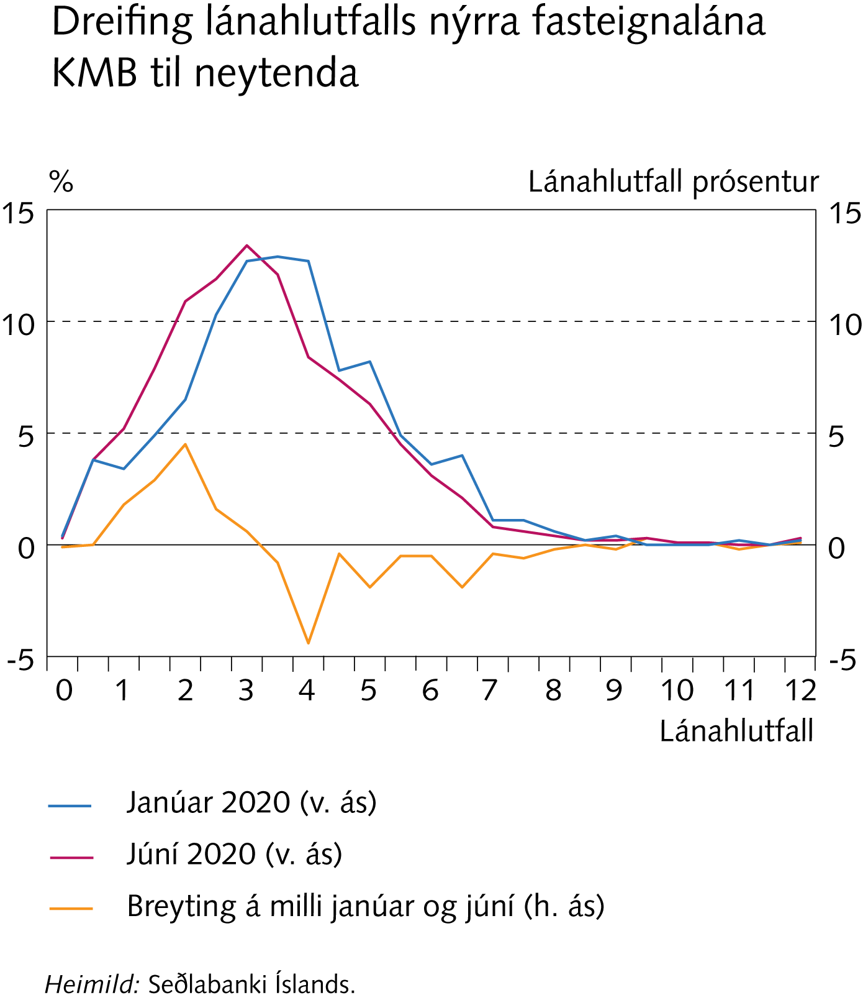 Dreifing lánahlutfalls nýrra fasteignalána
KMB til neytenda
%
Lánahlutfall prósentur
15
15
10
10
5
5
0
0
-5
-5
0 1 2 3 4 5 6 7 8 9 10 11 12
Lánahlutfall
Janúar 2020 (v. ás)
Júní 2020 (v. ás)
Breyting á milli janúar og júní (h. ás)
Heimild: Seðlabanki Íslands.